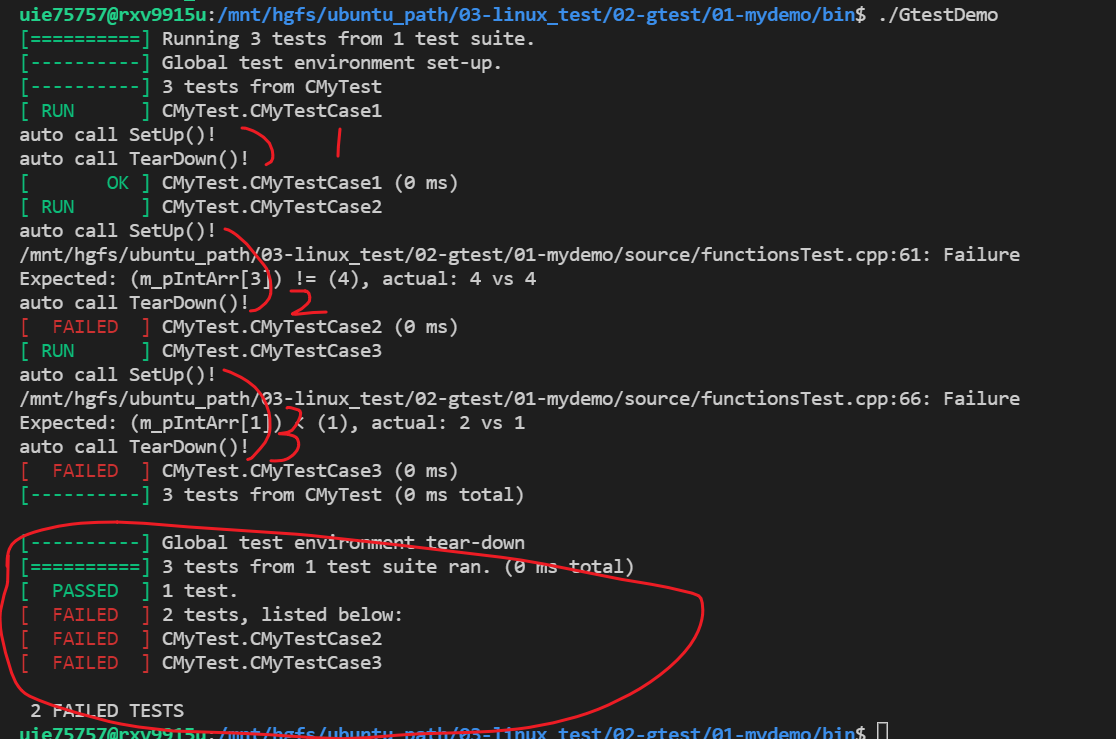 uie75757@rxv9915u:/mnt/hgfs/ubuntu_path/03-linux_test/02-gtest/01-mydemo/bin$ ./GtestDemo
[==========] Running 3 tests from 1 test suite.
[----------] Global test environment set-up.
[----------] 3 tests from CMyTest
[ RUN      ] CMyTest.CMyTestCase1
auto call SetUp()!
1
auto call TearDown()!
[       OK ] CMyTest.CMyTestCase1 (0 ms)
[ RUN      ] CMyTest.CMyTestCase2
auto call SetUp()!
/mnt/hgfs/ubuntu_path/03-linux_test/02-gtest/01-mydemo/source/functionsTest.cpp:61: Failure
Expected: (m_pIntArr[3]) != (4), actual: 4 vs 4
auto call TearDown()!
2
[  FAILED  ] CMyTest.CMyTestCase2 (0 ms)
[ RUN      ] CMyTest.CMyTestCase3
auto call SetUp()!
/mnt/hgfs/ubuntu_path/03-linux_test/02-gtest/01-mydemo/source/functionsTest.cpp:66: Failure
Expected: (m_pIntArr[1]) < (1), actual: 2 vs 1
3
auto call TearDown()!
[  FAILED  ] CMyTest.CMyTestCase3 (0 ms)
[----------] 3 tests from CMyTest (0 ms total)
[----------] Global test environment tear-down
[==========] 3 tests from 1 test suite ran. (0 ms total)
[  PASSED  ] 1 test.
[  FAILED  ] 2 tests, listed below:
[  FAILED  ] CMyTest.CMyTestCase2
[  FAILED  ] CMyTest.CMyTestCase3
2 FAILED TESTS
uie75757@rxv9915u:/mnt/hgfs/ubuntu_path/03-linux_test/02-gtest/01-mydemo/bin$